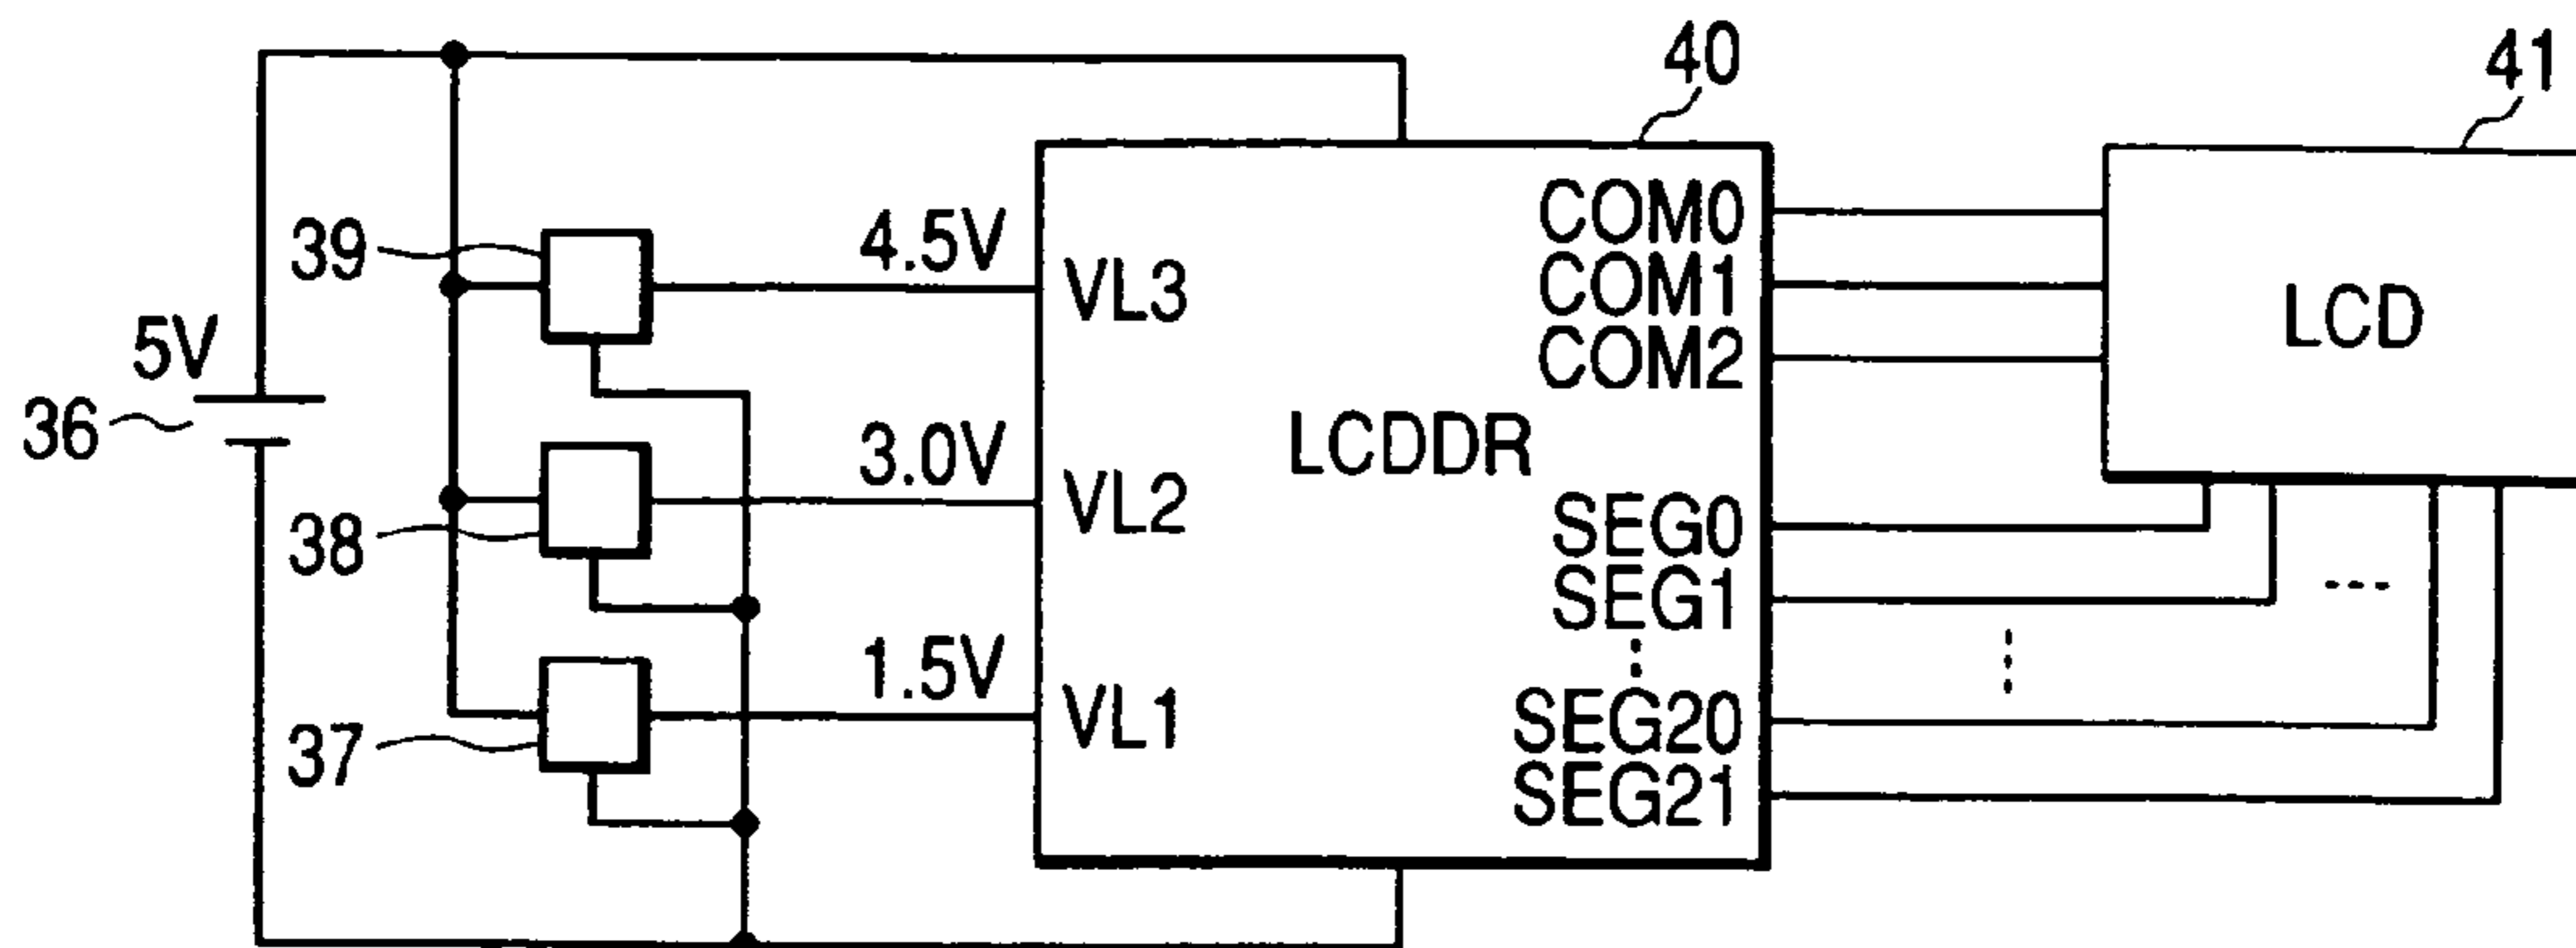 40
41
39
4.5V
VL3
COM0
COM1
COM2
LCD
5V
36
3.0V
VL2
LCDDR
38
SEG0
SEG1
1.5V
VL1
37
SEG20
SEG21